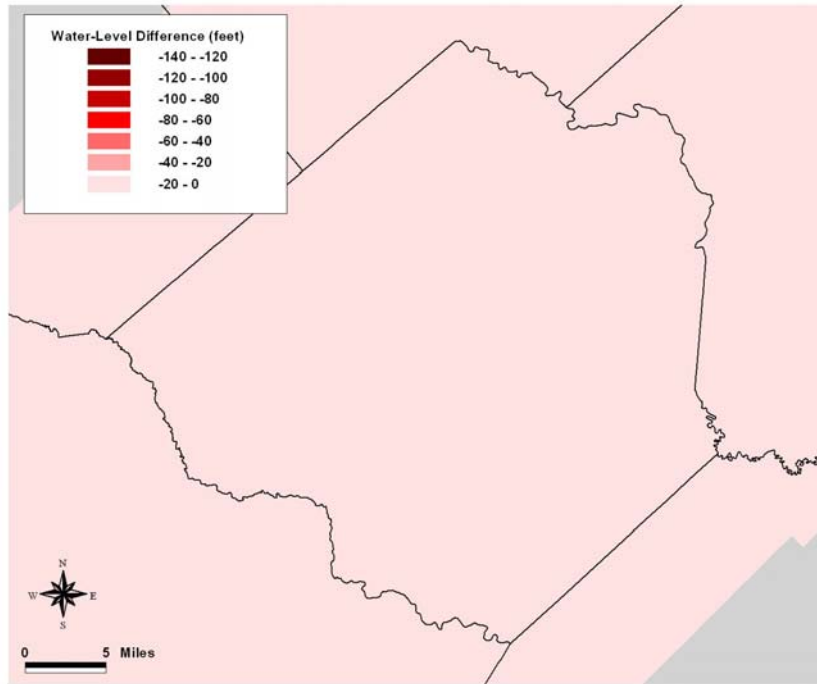 Water-Level Difference (feet)
-140 - -120
-120 - -100
-100 - -80
-80 - -60
-60 - -40
-40 - -20
-20 - 0
N
W E
S
0 5 Miles